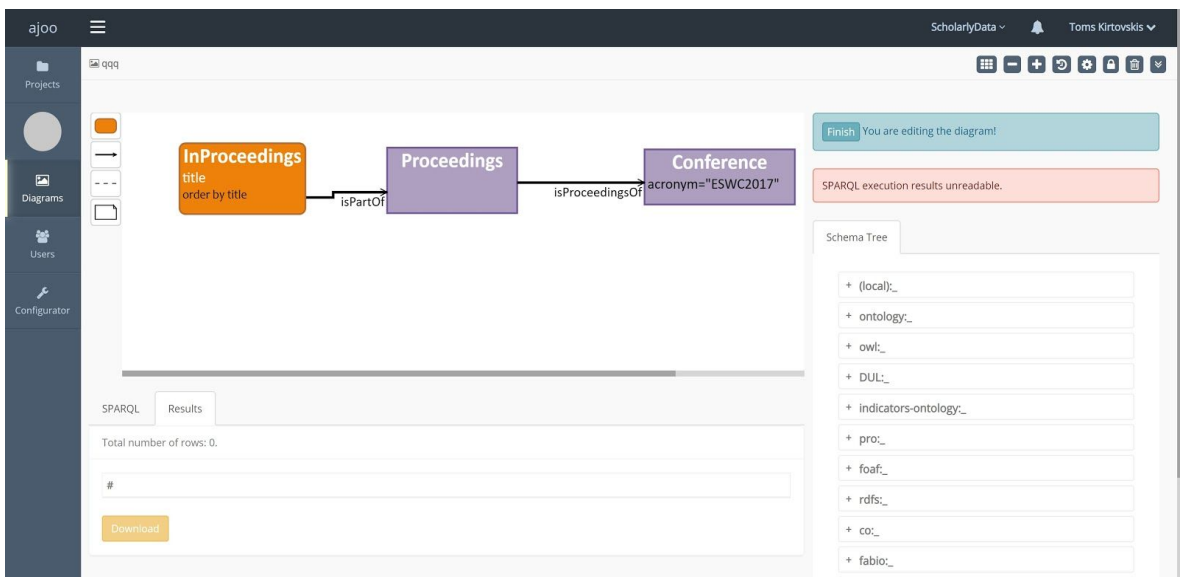 ajoo
ScholarlyData
Toms Kirtovskis
Projects
Diagrams
Users
Configurator
qqq
InProceedings
title
order by title
isPartOf
Proceedings
isProceedingsOf
Conference
acronym="ESWC2017"
Finish You are editing the diagram!
SPARQL execution results unreadable.
Schema Tree
+ (local):_
+ ontology:_
+ owl:_
+ DUL:_
+ indicators-ontology:_
+ pro:_
+ foaf:_
+ rdfs:_
+ co:_
+ fabio:_
SPARQL Results
Total number of rows: 0.
#
Download